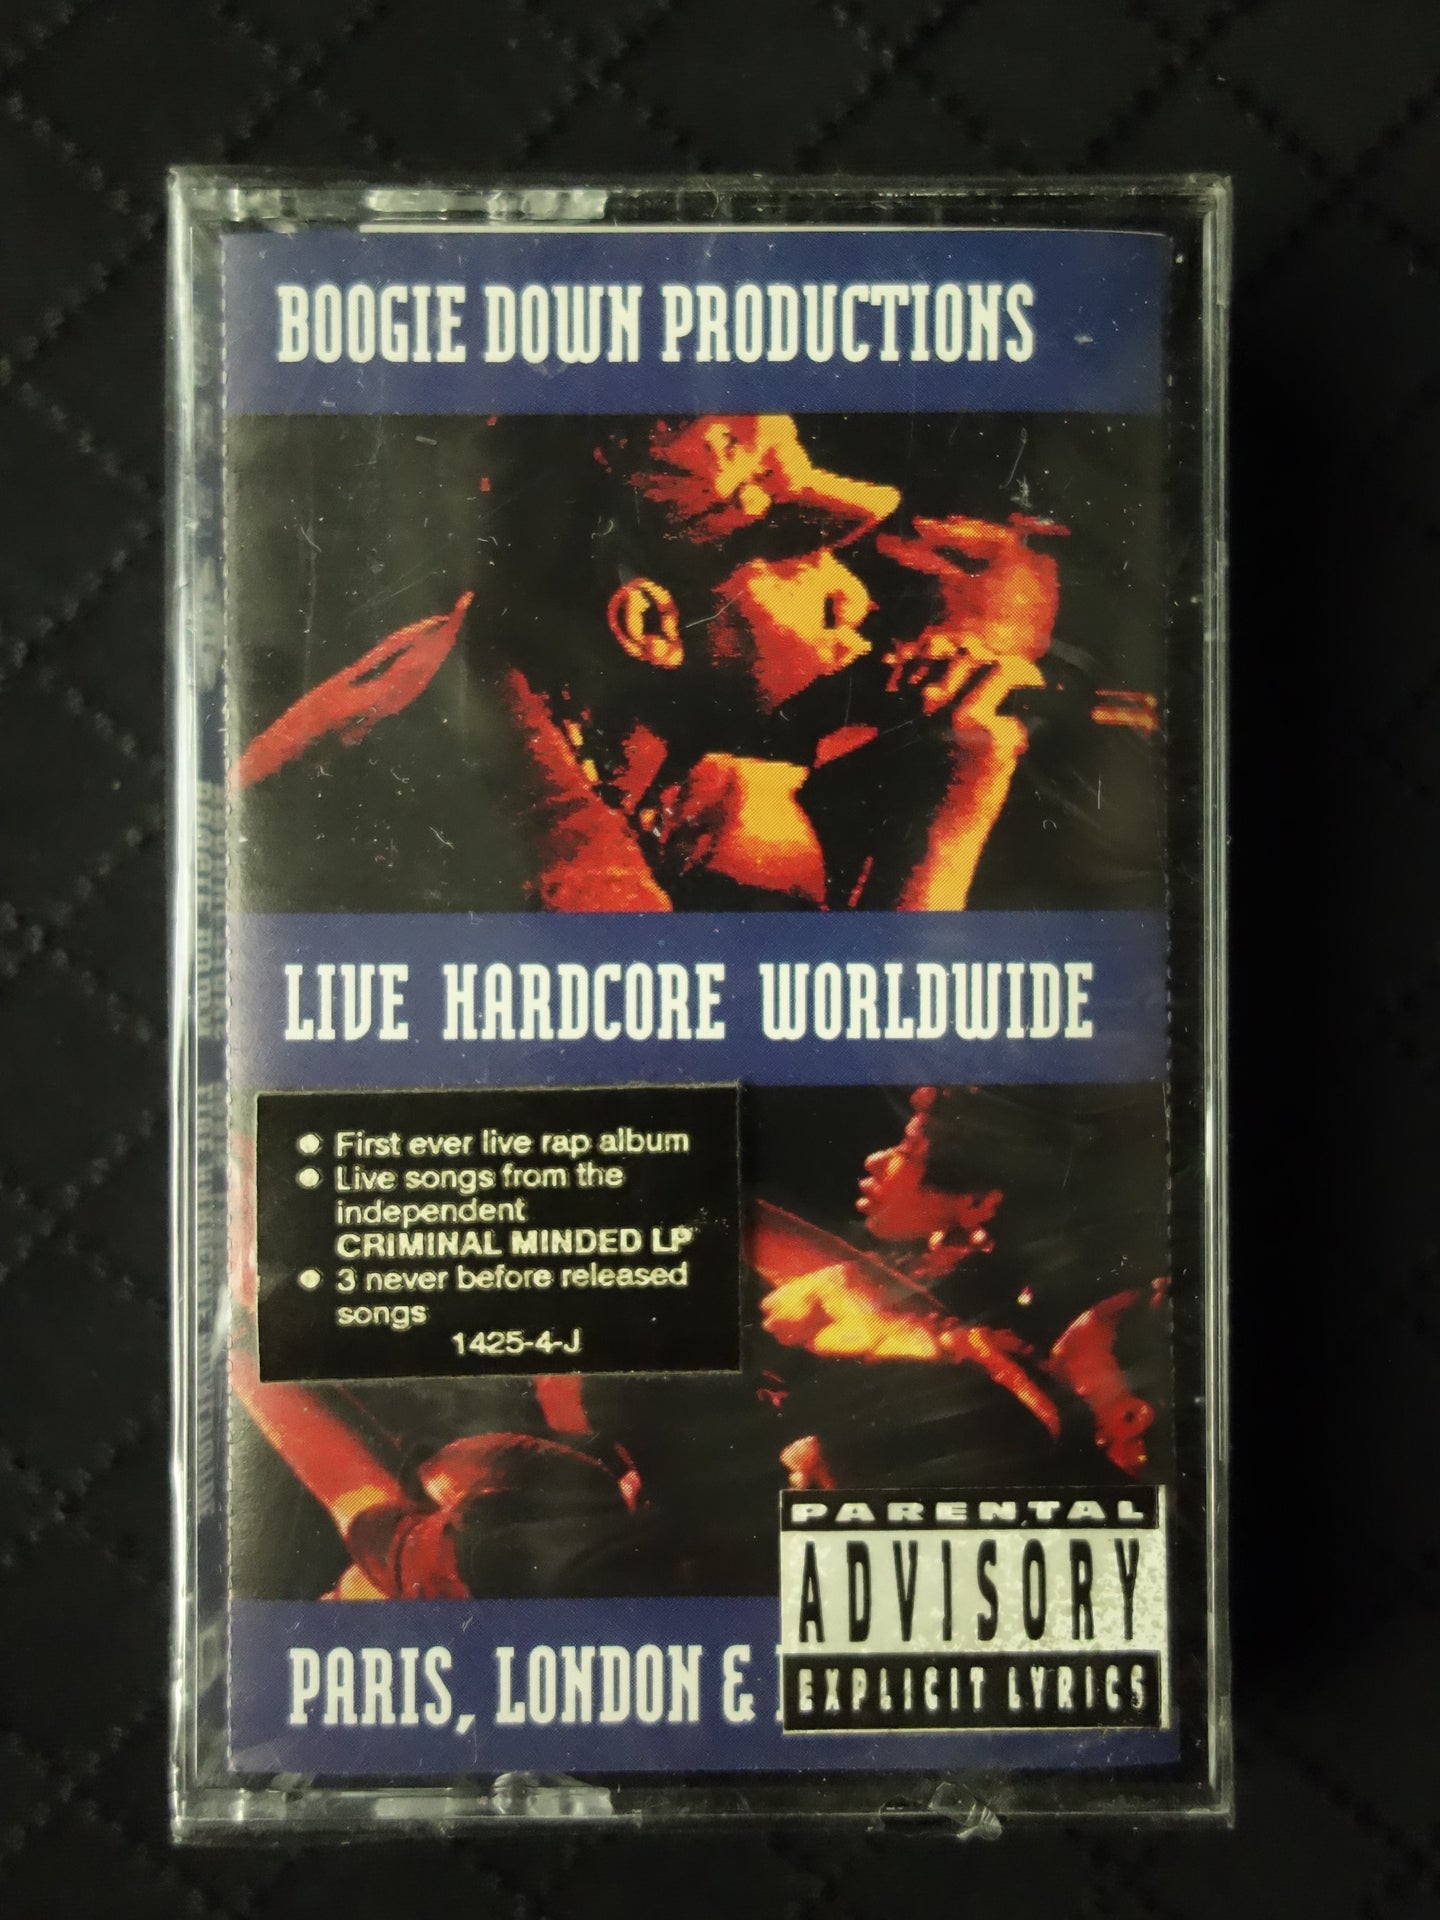 BOOGIE DOWN PRODUCTIONS
LIVE HARDCORE WORLDWIDE
● First ever live rap album
● Live songs from the
independent
CRIMINAL MINDED LP
● 3 never before released
songs
1425-4-J
PARENTAL
ADVISORY
EXPLICIT LYRICS
PARIS, LONDON &